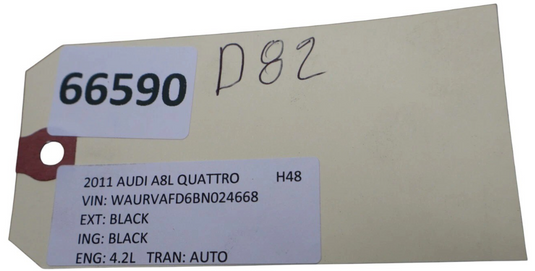 66590
D82
2011 AUDI A8L QUATTRO H48
VIN: WAURVAFD6BN024668
EXT: BLACK
ING: BLACK
ENG: 4.2L TRAN: AUTO